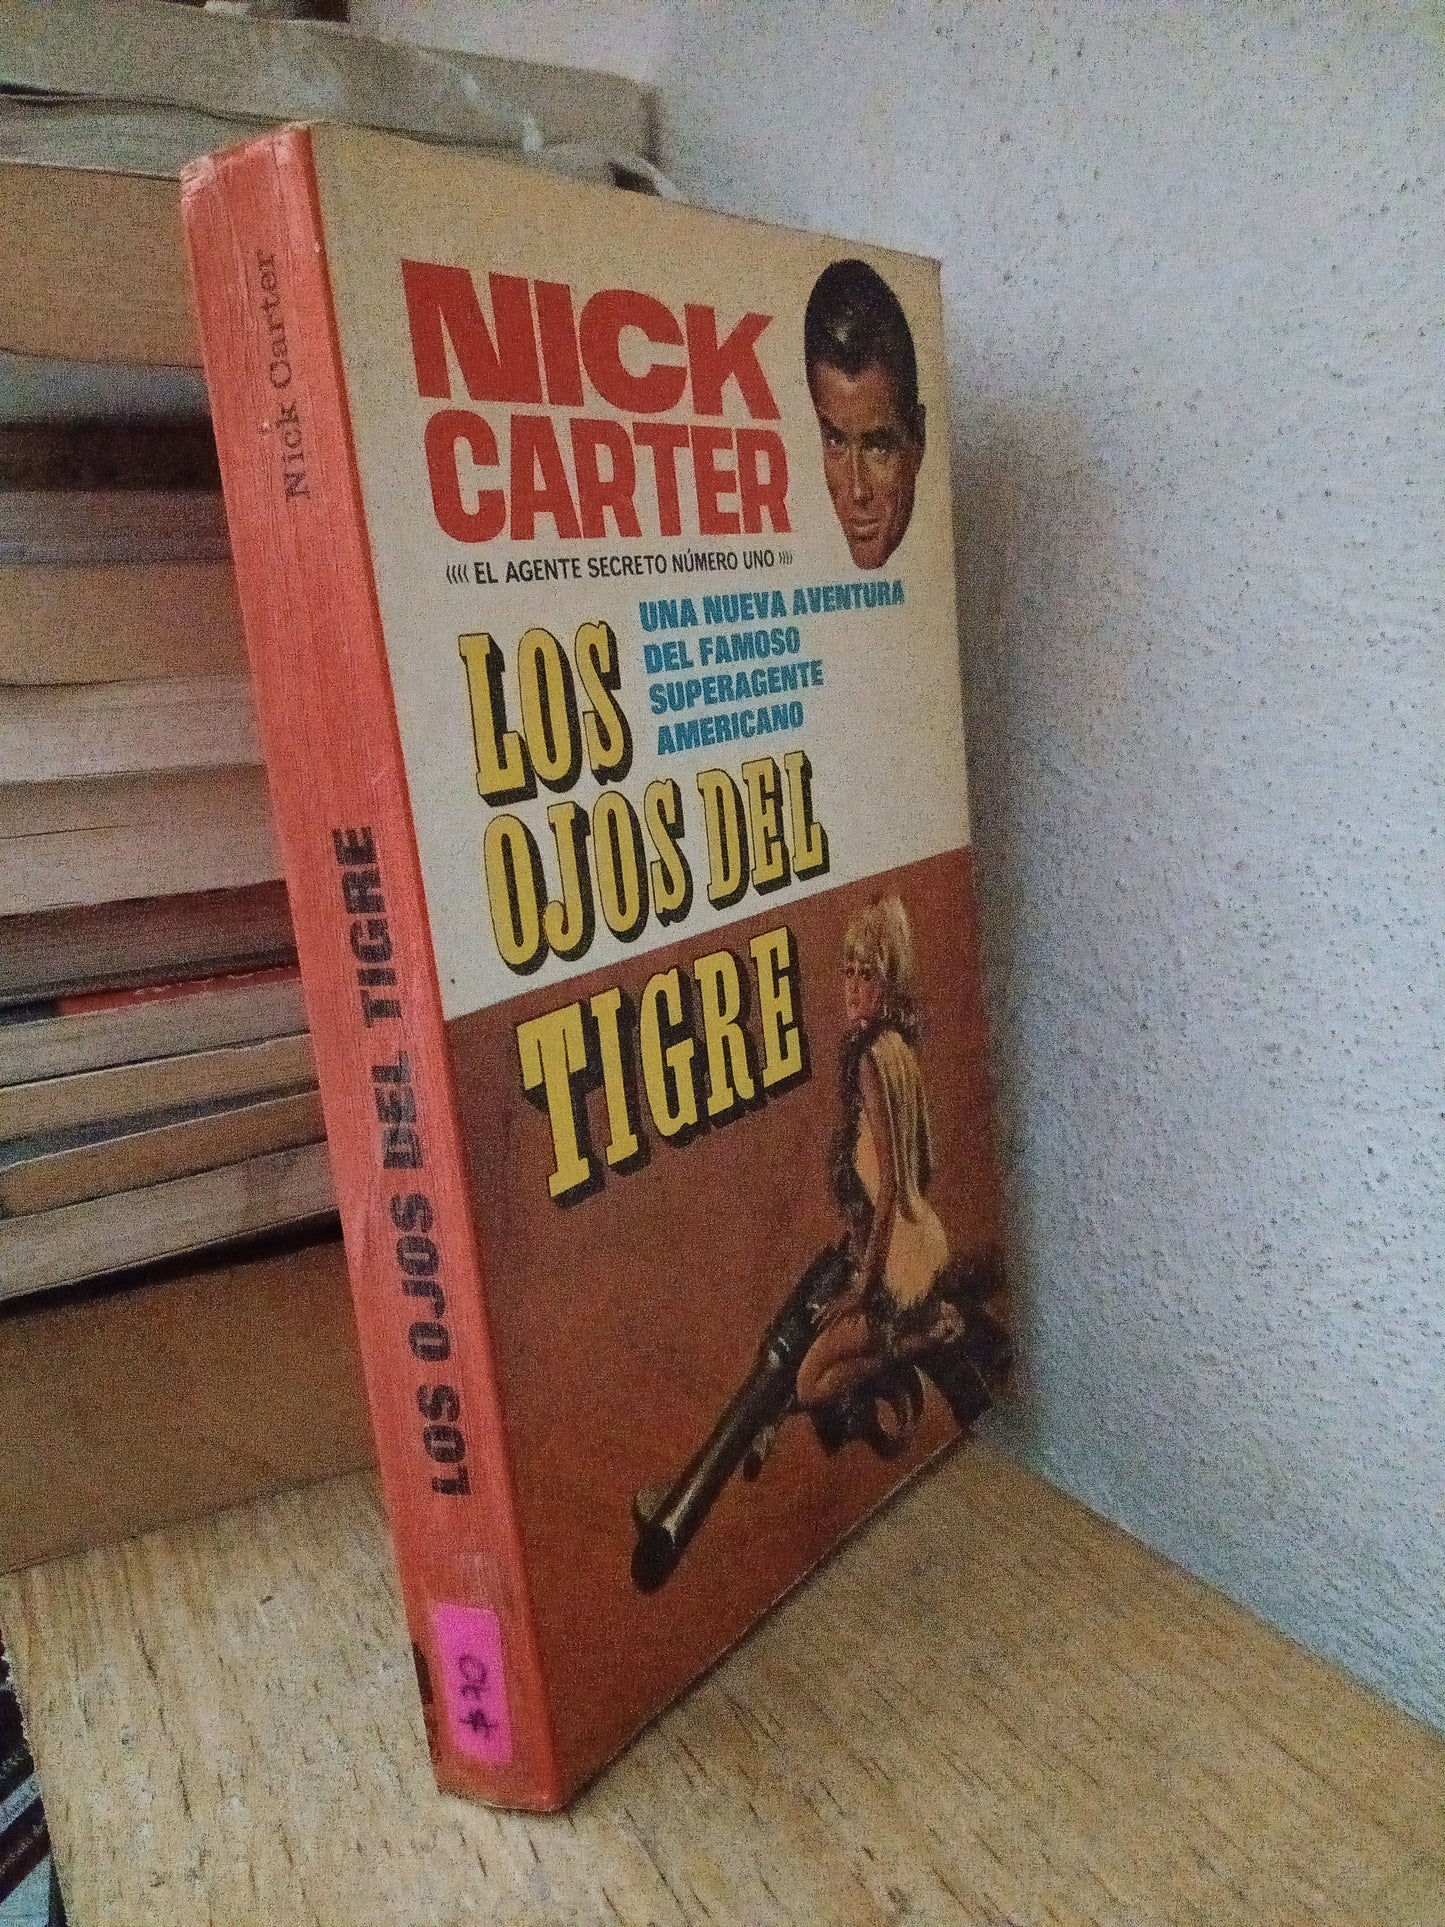 NICK
CARTER
‹‹‹‹ EL AGENTE SECRETO NÚMERO UNO ››››
UNA NUEVA AVENTURA
DEL FAMOSO
SUPERAGENTE
AMERICANO
LOS
OJOS DEL
TIGRE
Nick Carter
LOS OJOS DEL TIGRE